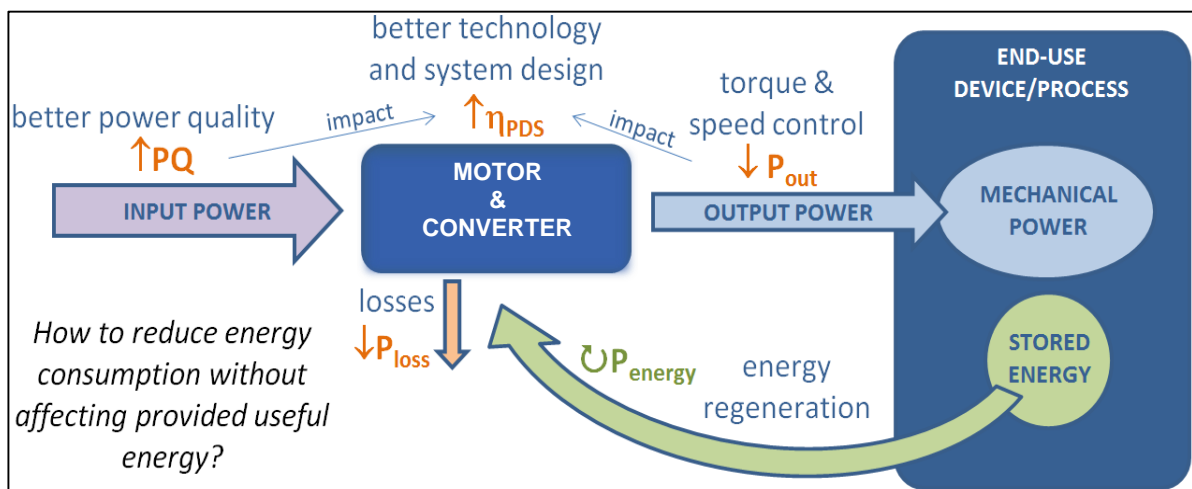 better power quality
↑PQ
INPUT POWER
impact
better technology
and system design
↑ηPDS
impact
torque &
speed control
↓ Pout
MOTOR
&
CONVERTER
OUTPUT POWER
END-USE
DEVICE/PROCESS
MECHANICAL
POWER
losses
↓Ploss
How to reduce energy
consumption without
affecting provided useful
energy?
↻Penergy
energy
regeneration
STORED
ENERGY